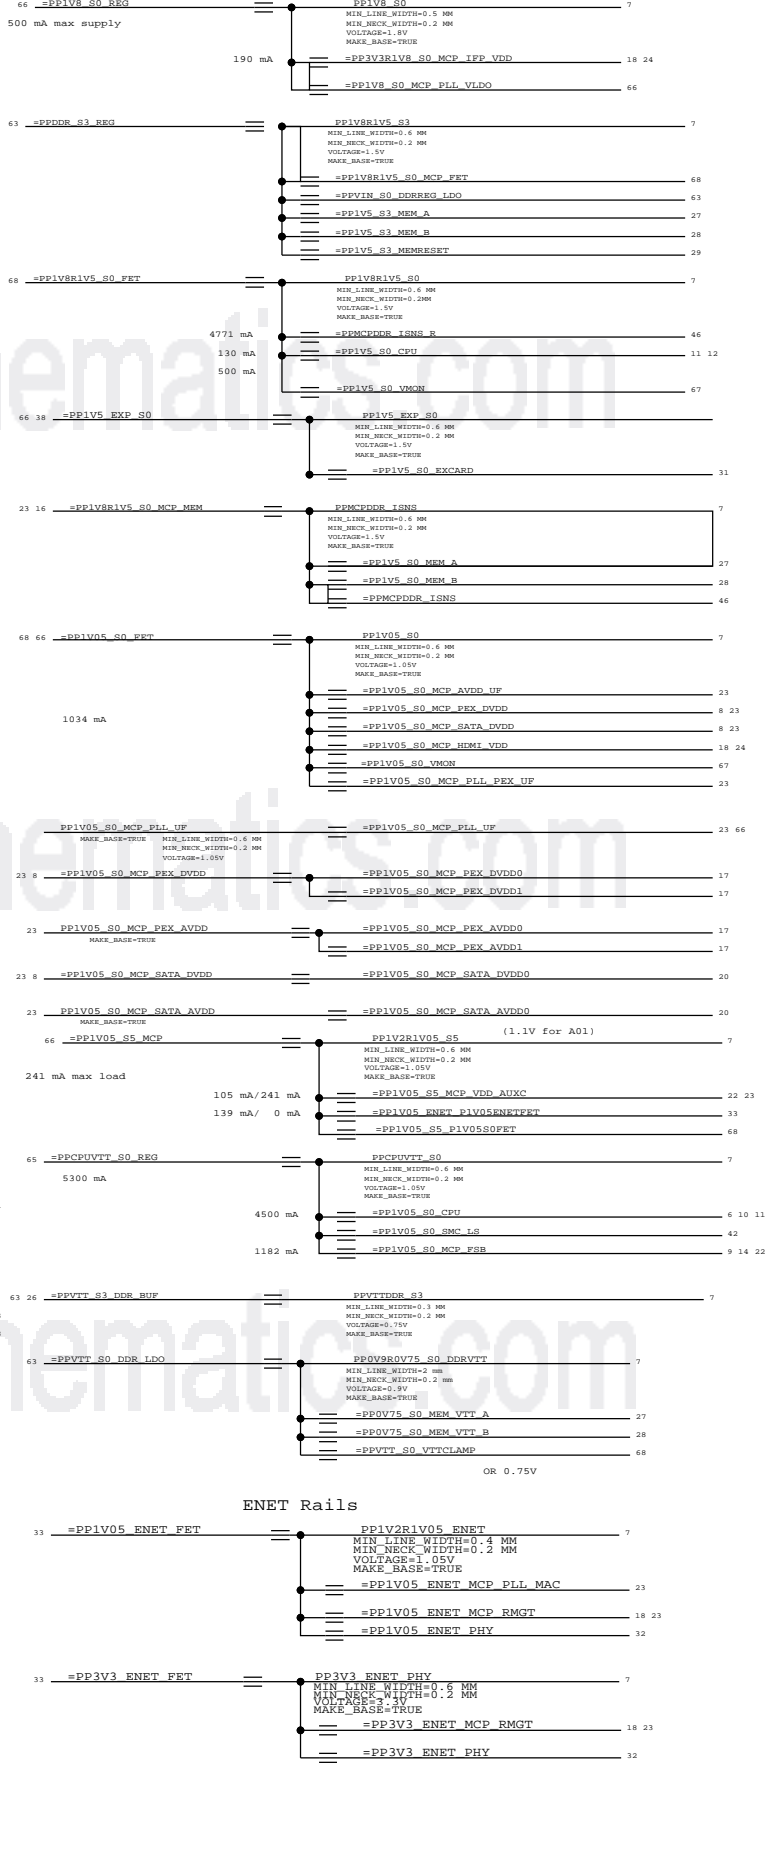 66 =PP1V8_S0_REG PP1V8_S0 7
500 mA max supply
MIN_LINE_WIDTH=0.5 MM
MIN_NECK_WIDTH=0.2 MM
VOLTAGE=1.8V
MAKE_BASE=TRUE
190 mA =PP3V3R1V8_S0_MCP_IFP_VDD 18 24
=PP1V8_S0_MCP_PLL_VLDO 66
63 =PPDDR_S3_REG PP1V8R1V5_S3 7
MIN_LINE_WIDTH=0.6 MM
MIN_NECK_WIDTH=0.2 MM
VOLTAGE=1.5V
MAKE_BASE=TRUE
=PP1V8R1V5_S0_MCP_FET 68
=PPVIN_S0_DDRREG_LDO 63
=PP1V5_S3_MEM_A 27
=PP1V5_S3_MEM_B 28
=PP1V5_S3_MEMRESET 29
68 =PP1V8R1V5_S0_FET PP1V8R1V5_S0 7
MIN_LINE_WIDTH=0.6 MM
MIN_NECK_WIDTH=0.2MM
VOLTAGE=1.5V
MAKE_BASE=TRUE
4771 mA =PPMCPDDR_ISNS_R 46
130 mA =PP1V5_S0_CPU 11 12
500 mA
=PP1V5_S0_VMON 67
66 38 =PP1V5_EXP_S0 PP1V5_EXP_S0
MIN_LINE_WIDTH=0.6 MM
MIN_NECK_WIDTH=0.2 MM
VOLTAGE=1.5V
MAKE_BASE=TRUE
=PP1V5_S0_EXCARD 31
23 16 =PP1V8R1V5_S0_MCP_MEM PPMCPDDR_ISNS 7
MIN_LINE_WIDTH=0.6 MM
MIN_NECK_WIDTH=0.2 MM
VOLTAGE=1.5V
MAKE_BASE=TRUE
=PP1V5_S0_MEM_A 27
=PP1V5_S0_MEM_B 28
=PPMCPDDR_ISNS 46
68 66 =PP1V05_S0_FET PP1V05_S0 7
MIN_LINE_WIDTH=0.6 MM
MIN_NECK_WIDTH=0.2 MM
VOLTAGE=1.05V
MAKE_BASE=TRUE
=PP1V05_S0_MCP_AVDD_UF 23
=PP1V05_S0_MCP_PEX_DVDD 8 23
1034 mA
=PP1V05_S0_MCP_SATA_DVDD 8 23
=PP1V05_S0_MCP_HDMI_VDD 18 24
=PP1V05_S0_VMON 67
=PP1V05_S0_MCP_PLL_PEX_UF 23
PP1V05_S0_MCP_PLL_UF =PP1V05_S0_MCP_PLL_UF 23 66
MAKE_BASE=TRUE MIN_LINE_WIDTH=0.6 MM
MIN_NECK_WIDTH=0.2 MM
VOLTAGE=1.05V
23 8 =PP1V05_S0_MCP_PEX_DVDD =PP1V05_S0_MCP_PEX_DVDD0 17
=PP1V05_S0_MCP_PEX_DVDD1 17
23 PP1V05_S0_MCP_PEX_AVDD =PP1V05_S0_MCP_PEX_AVDD0 17
MAKE_BASE=TRUE
=PP1V05_S0_MCP_PEX_AVDD1 17
23 8 =PP1V05_S0_MCP_SATA_DVDD =PP1V05_S0_MCP_SATA_DVDD0 20
23 PP1V05_S0_MCP_SATA_AVDD =PP1V05_S0_MCP_SATA_AVDD0 20
MAKE_BASE=TRUE
(1.1V for A01)
66 =PP1V05_S5_MCP PP1V2R1V05_S5 7
MIN_LINE_WIDTH=0.6 MM
MIN_NECK_WIDTH=0.2 MM
VOLTAGE=1.05V
MAKE_BASE=TRUE
241 mA max load
105 mA/241 mA =PP1V05_S5_MCP_VDD_AUXC 22 23
139 mA/ 0 mA =PP1V05_ENET_P1V05ENETFET 33
=PP1V05_S5_P1V05S0FET 68
65 =PPCPUVTT_S0_REG PPCPUVTT_S0 7
5300 mA
MIN_LINE_WIDTH=0.6 MM
MIN_NECK_WIDTH=0.2 MM
VOLTAGE=1.05V
MAKE_BASE=TRUE
4500 mA =PP1V05_S0_CPU 6 10 11
=PP1V05_S0_SMC_LS 42
1182 mA =PP1V05_S0_MCP_FSB 9 14 22
63 26 =PPVTT_S3_DDR_BUF PPVTTDDR_S3 7
MIN_LINE_WIDTH=0.3 MM
MIN_NECK_WIDTH=0.2 MM
VOLTAGE=0.75V
MAKE_BASE=TRUE
63 =PPVTT_S0_DDR_LDO PP0V9R0V75_S0_DDRVTT 7
MIN_LINE_WIDTH=2 mm
MIN_NECK_WIDTH=0.2 mm
VOLTAGE=0.9V
MAKE_BASE=TRUE
=PP0V75_S0_MEM_VTT_A 27
=PP0V75_S0_MEM_VTT_B 28
=PPVTT_S0_VTTCLAMP 68
OR 0.75V
ENET Rails
33 =PP1V05_ENET_FET PP1V2R1V05_ENET 7
MIN_LINE_WIDTH=0.4 MM
MIN_NECK_WIDTH=0.2 MM
VOLTAGE=1.05V
MAKE_BASE=TRUE
=PP1V05_ENET_MCP_PLL_MAC 23
=PP1V05_ENET_MCP_RMGT 18 23
=PP1V05_ENET_PHY 32
33 =PP3V3_ENET_FET PP3V3_ENET_PHY 7
MIN_LINE_WIDTH=0.6 MM
MIN_NECK_WIDTH=0.2 MM
VOLTAGE=3.3V
MAKE_BASE=TRUE
=PP3V3_ENET_MCP_RMGT 18 23
=PP3V3_ENET_PHY 32
hematics.com
hematics.com
hematics.com